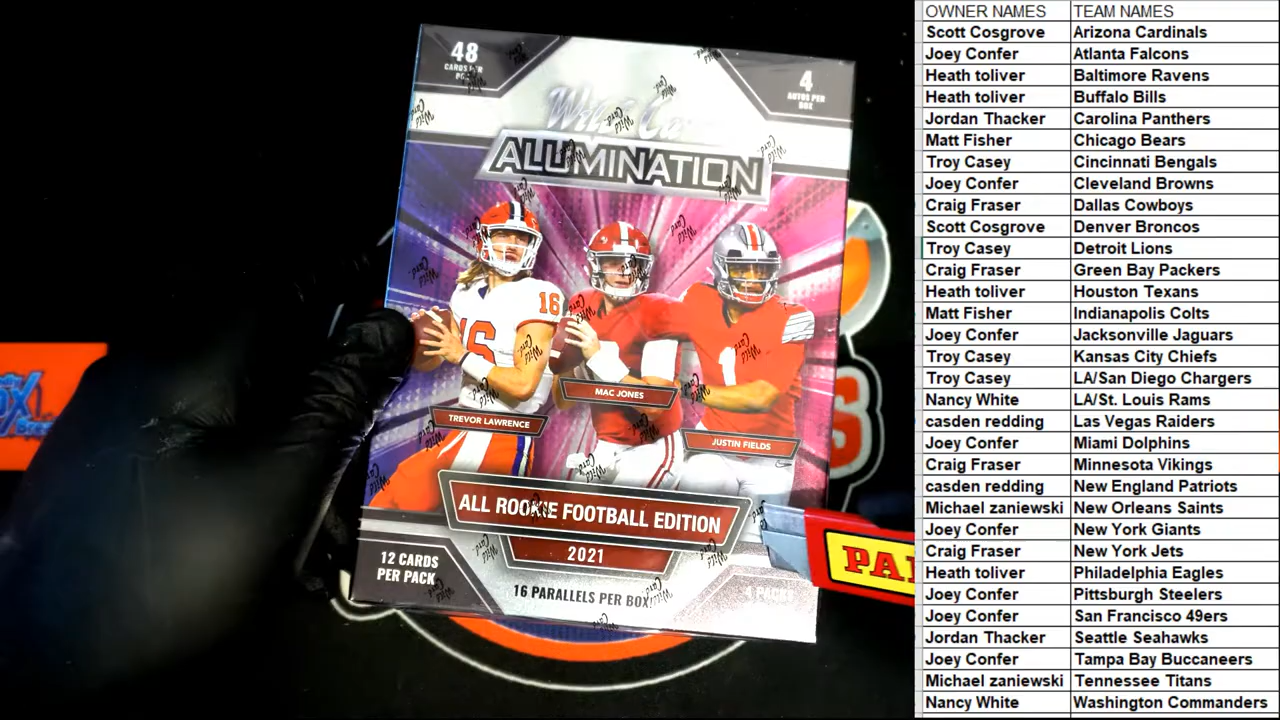 48
CARDS PER
4
AUTOS PER
BOX
Wild Card
ALUMINATION
16
16
1
TREVOR LAWRENCE
MAC JONES
JUSTIN FIELDS
ALL ROOKIE FOOTBALL EDITION
2021
12 CARDS
PER PACK
16 PARALLELS PER BOX
4 PACKS
PA
OWNER NAMES TEAM NAMES
Scott Cosgrove Arizona Cardinals
Joey Confer Atlanta Falcons
Heath toliver Baltimore Ravens
Heath toliver Buffalo Bills
Jordan Thacker Carolina Panthers
Matt Fisher Chicago Bears
Troy Casey Cincinnati Bengals
Joey Confer Cleveland Browns
Craig Fraser Dallas Cowboys
Scott Cosgrove Denver Broncos
Troy Casey Detroit Lions
Craig Fraser Green Bay Packers
Heath toliver Houston Texans
Matt Fisher Indianapolis Colts
Joey Confer Jacksonville Jaguars
Troy Casey Kansas City Chiefs
Troy Casey LA/San Diego Chargers
Nancy White LA/St. Louis Rams
casden redding Las Vegas Raiders
Joey Confer Miami Dolphins
Craig Fraser Minnesota Vikings
casden redding New England Patriots
Michael zaniewski New Orleans Saints
Joey Confer New York Giants
Craig Fraser New York Jets
Heath toliver Philadelphia Eagles
Joey Confer Pittsburgh Steelers
Joey Confer San Francisco 49ers
Jordan Thacker Seattle Seahawks
Joey Confer Tampa Bay Buccaneers
Michael zaniewski Tennessee Titans
Nancy White Washington Commanders